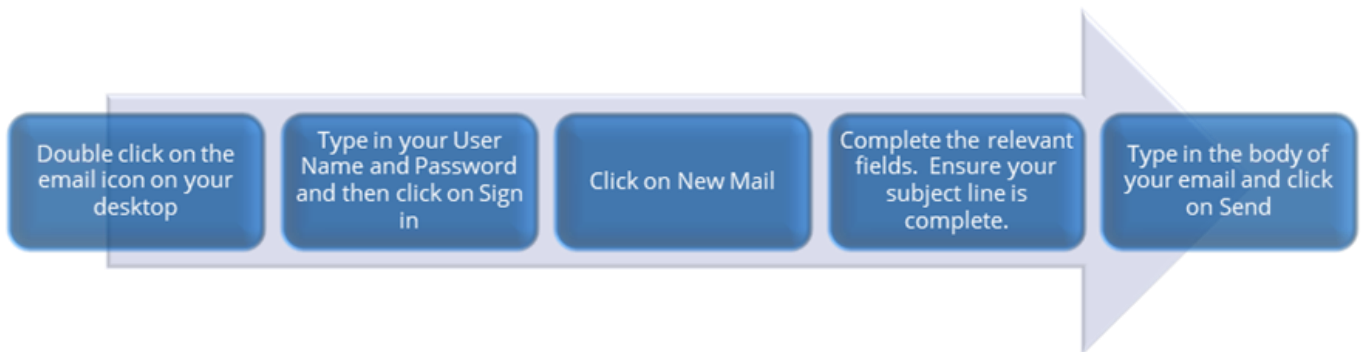 Double click on the
email icon on your
desktop
Type in your User
Name and Password
and then click on Sign
in
Click on New Mail
Complete the relevant
fields.  Ensure your
subject line is
complete.
Type in the body of
your email and click
on Send